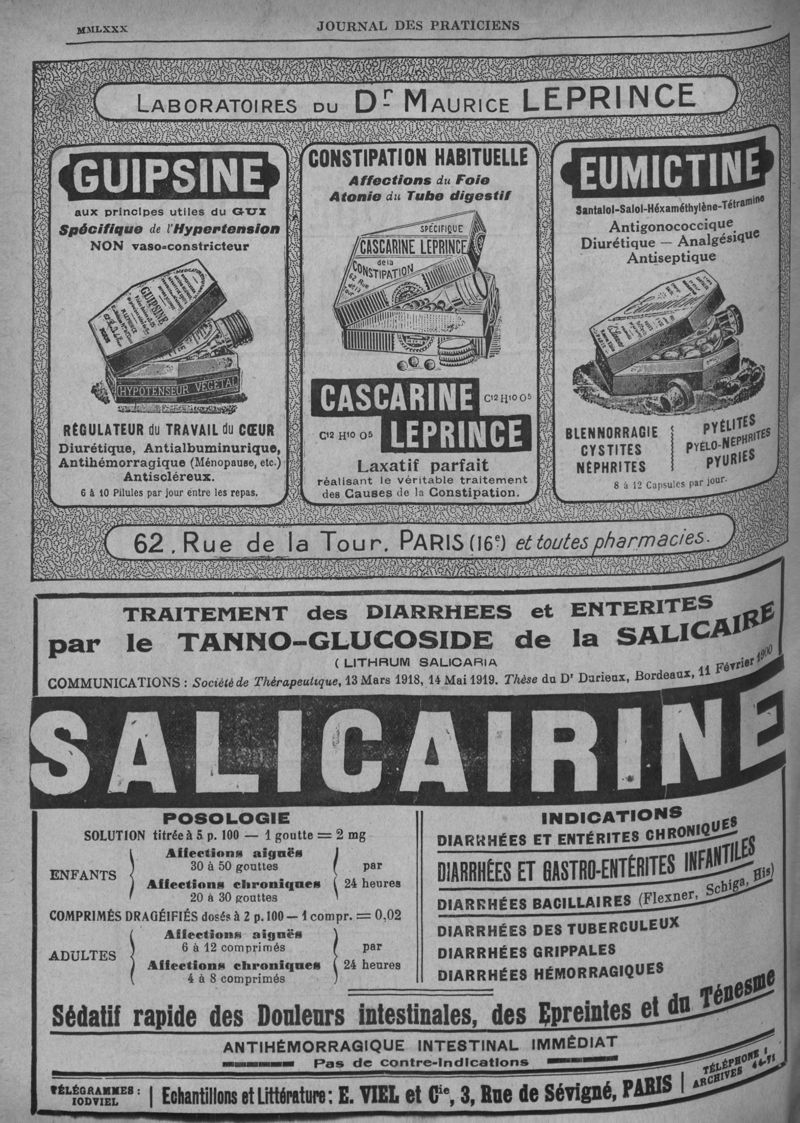 MMLXXX
JOURNAL DES PRATICIENS
LABORATOIRES DU Dr MAURICE LEPRINCE
GUIPSINE
aux principes utiles du GUI
Spécifique de l'Hypertension
NON vaso-constricteur
GUIPSINE
HYPOTENSEUR VÉGÉTAL
RÉGULATEUR du TRAVAIL du CŒUR
Diurétique, Antialbuminurique,
Antihémorragique (Ménopause, etc.)
Antiscléreux.
6 à 10 Pilules par jour entre les repas.
CONSTIPATION HABITUELLE
Affections du Foie
Atonie du Tube digestif
SPÉCIFIQUE
CASCARINE LEPRINCE
de la
CONSTIPATION
62 Rue
de la
Tour
CASCARINE C12 H10 O5
C12 H10 O5 LEPRINCE
Laxatif parfait
réalisant le véritable traitement
des Causes de la Constipation.
EUMICTINE
Santalol-Salol-Héxaméthylène-Tétramine
Antigonococcique
Diurétique — Analgésique
Antiseptique
Eumictine
BLENNORRAGIE
CYSTITES
NÉPHRITES
PYÉLITES
PYÉLO-NÉPHRITES
PYURIES
8 à 12 Capsules par jour.
62, Rue de la Tour, PARIS (16e) et toutes pharmacies.
TRAITEMENT des DIARRHEES et ENTERITES
par le TANNO-GLUCOSIDE de la SALICAIRE
( LITHRUM SALICARIA
COMMUNICATIONS : Société de Thérapeutique, 13 Mars 1918, 14 Mai 1919. Thèse du Dr Darieux, Bordeaux, 11 Février 1900
SALICAIRINE
POSOLOGIE
SOLUTION titrée à 5 p. 100 — 1 goutte = 2 mg
ENFANTS
Affections aiguës
30 à 50 gouttes
Affections chroniques
20 à 30 gouttes
par
24 heures
COMPRIMÉS DRAGÉIFIÉS dosés à 2 p. 100 — 1 compr. = 0,02
ADULTES
Affections aiguës
6 à 12 comprimés
Affections chroniques
4 à 8 comprimés
par
24 heures
INDICATIONS
DIARRHÉES ET ENTÉRITES CHRONIQUES
DIARRHÉES ET GASTRO-ENTÉRITES INFANTILES
DIARRHÉES BACILLAIRES (Flexner, Schiga, His)
DIARRHÉES DES TUBERCULEUX
DIARRHÉES GRIPPALES
DIARRHÉES HÉMORRAGIQUES
Sédatif rapide des Douleurs intestinales, des Epreintes et du Ténesme
ANTIHÉMORRAGIQUE INTESTINAL IMMÉDIAT
Pas de contre-indications
TÉLÉGRAMMES :
IODVIEL
Echantillons et Littérature : E. VIEL et Cie, 3, Rue de Sévigné, PARIS
TÉLÉPHONE :
ARCHIVES 44-71